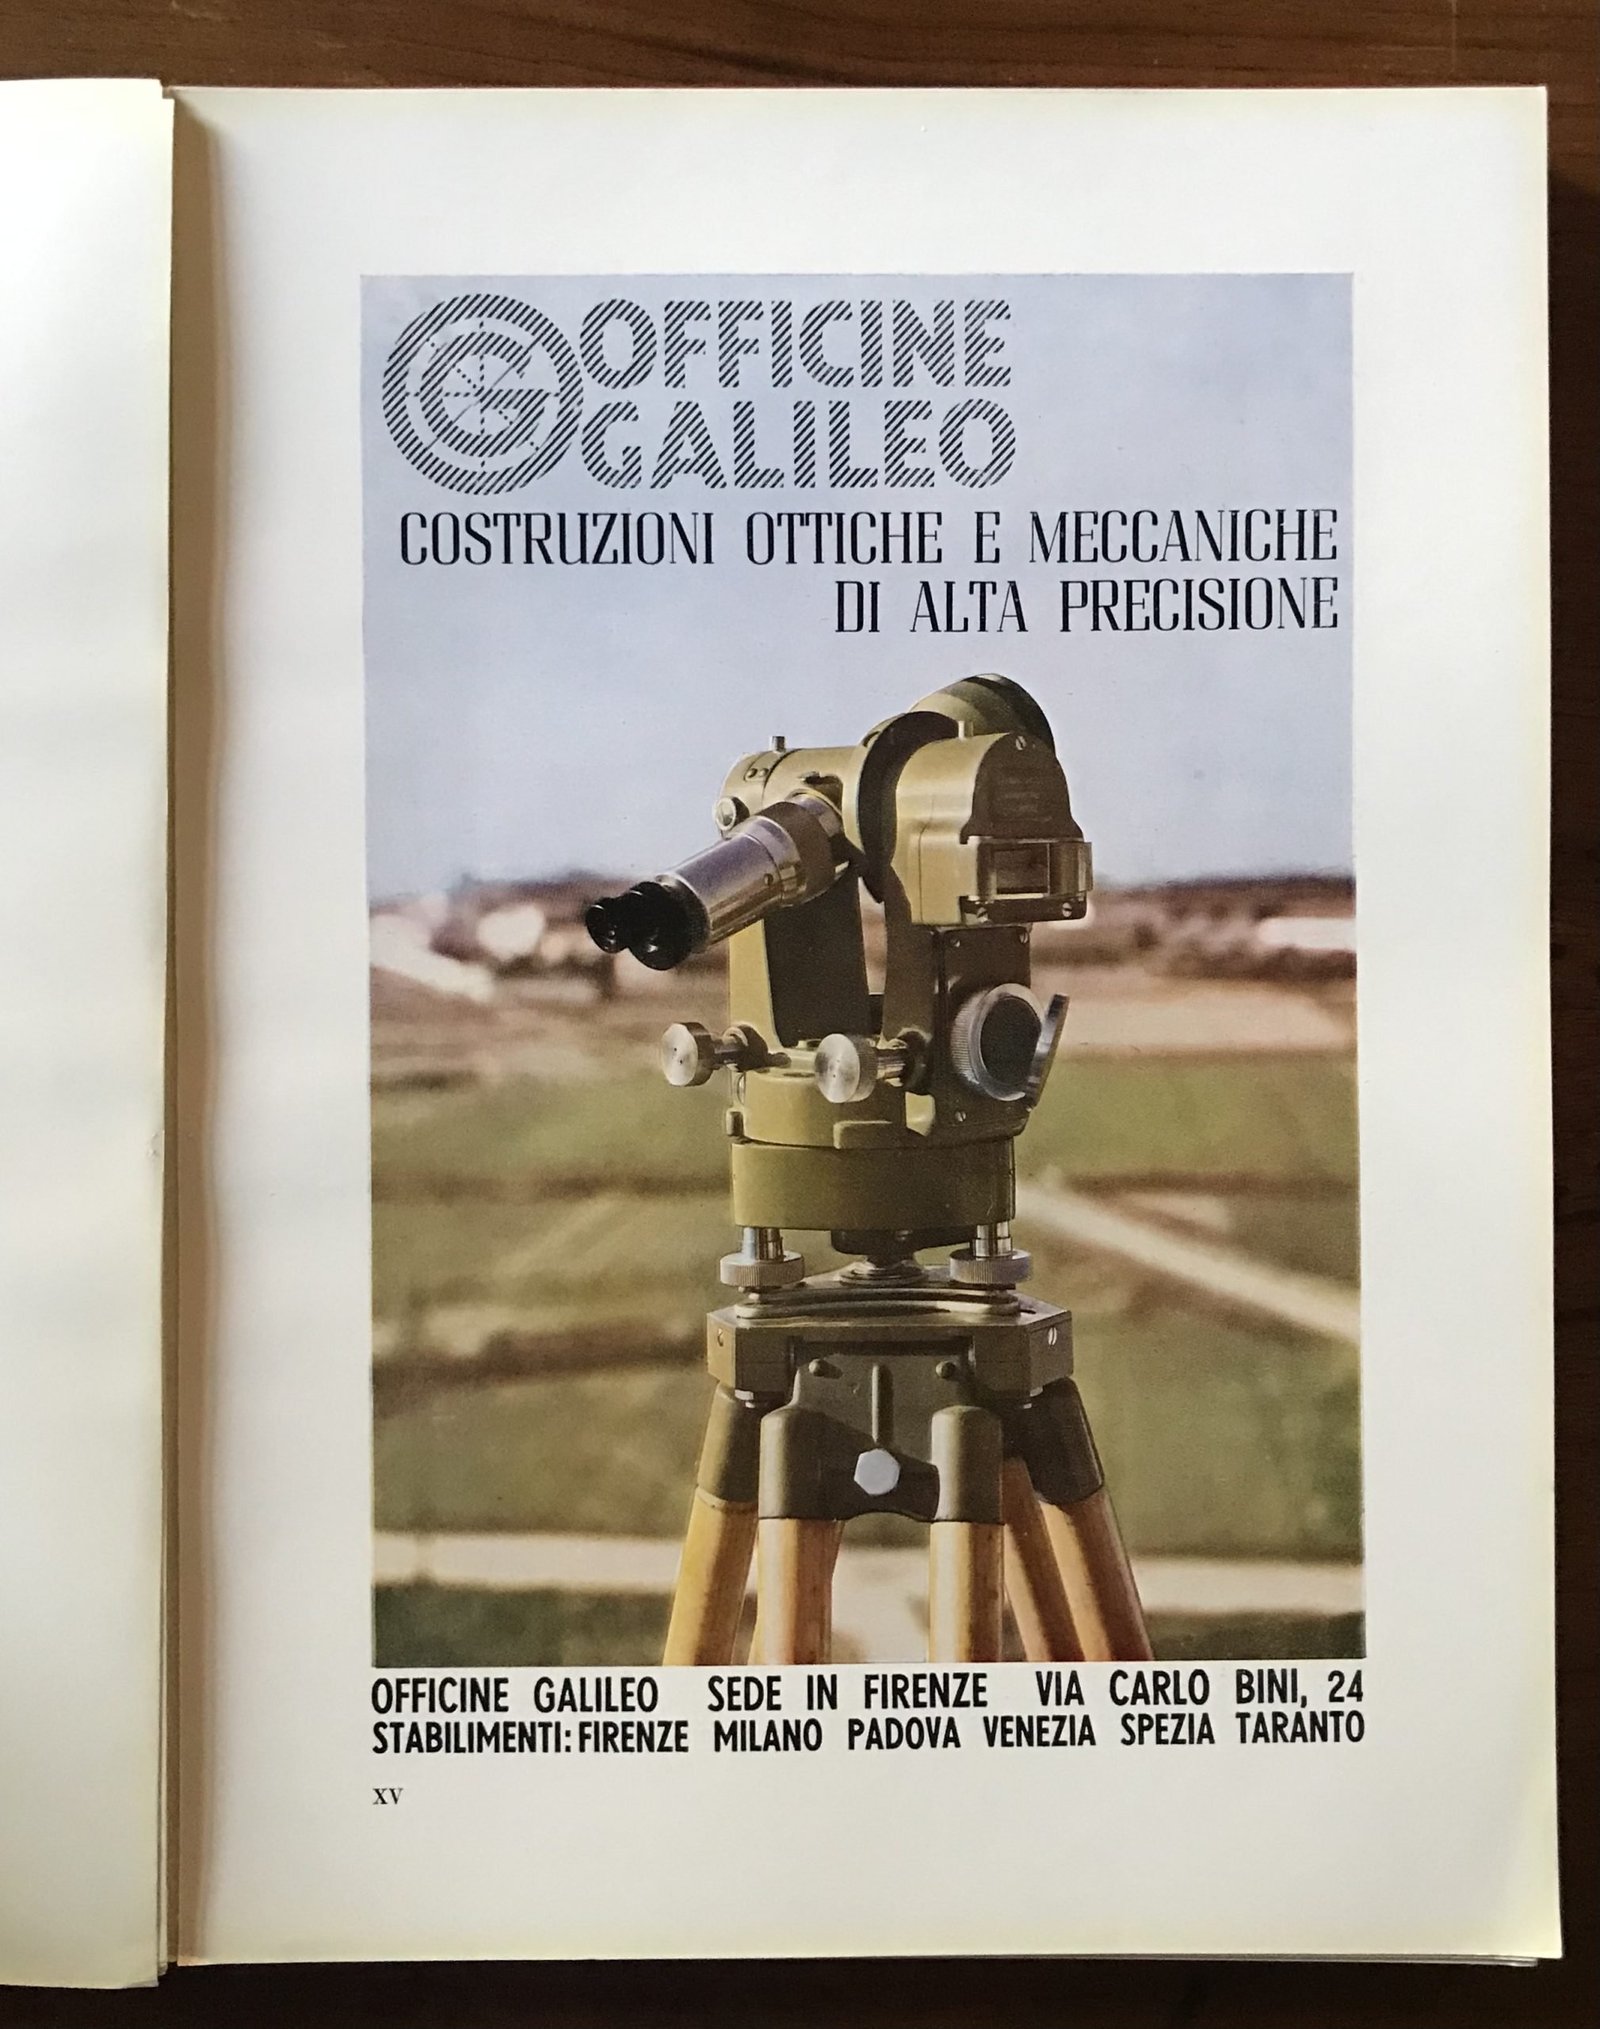 OFFICINE
GALILEO
COSTRUZIONI OTTICHE E MECCANICHE
DI ALTA PRECISIONE
OFFICINE GALILEO SEDE IN FIRENZE VIA CARLO BINI, 24
STABILIMENTI: FIRENZE MILANO PADOVA VENEZIA SPEZIA TARANTO
XV